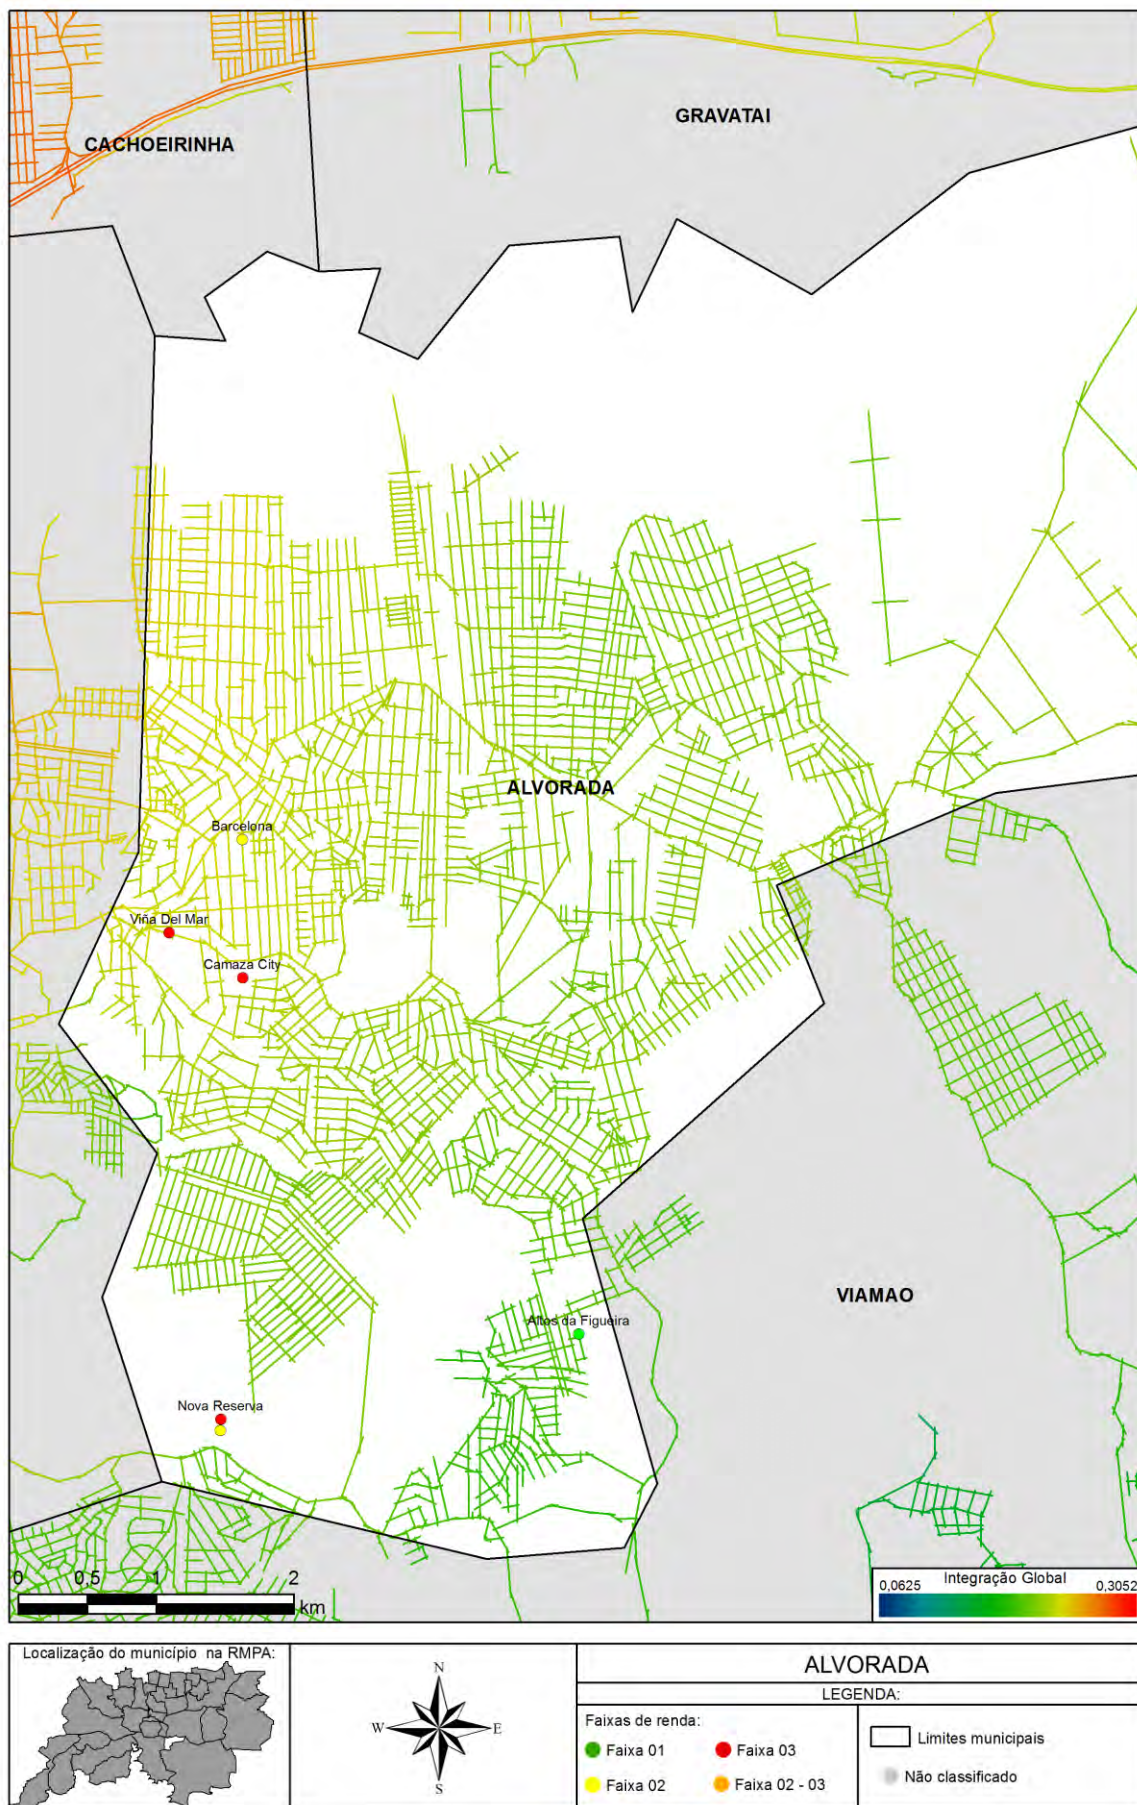 GRAVATAI
CACHOEIRINHA
ALVORADA
Barcelona
Viña Del Mar
Camaza City
VIAMAO
Altos da Figueira
Nova Reserva
0 0,5 1 2
km
Integração Global
0,0625 0,3052
Localização do município na RMPA:
N
W E
S
ALVORADA
LEGENDA:
Faixas de renda:
Faixa 01 Faixa 03
Faixa 02 Faixa 02 - 03
Limites municipais
Não classificado